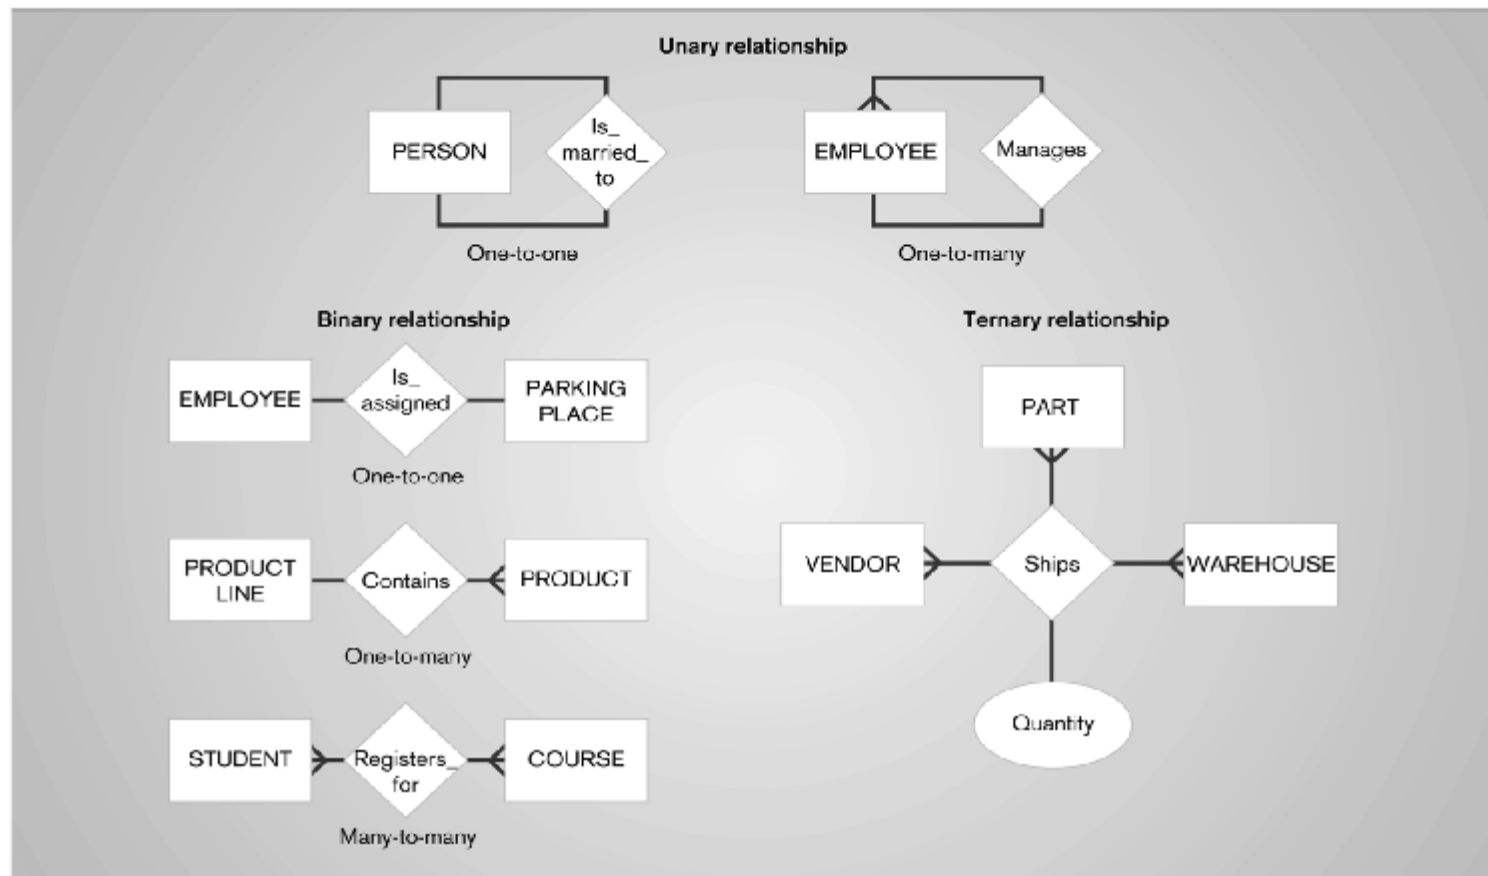 Unary relationship
PERSON
Is_
married_
to
One-to-one
EMPLOYEE
Manages
One-to-many
Binary relationship
EMPLOYEE
Is_
assigned
PARKING
PLACE
One-to-one
PRODUCT
LINE
Contains
PRODUCT
One-to-many
STUDENT
Registers_
for
COURSE
Many-to-many
Ternary relationship
PART
VENDOR
Ships
WAREHOUSE
Quantity